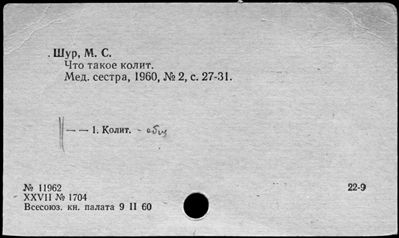 Шур, М. С.
Что такое колит.
Мед. сестра, 1960, № 2, с. 27-31.
— — 1. Колит. - общ
№ 11962 22-9
XXVII № 1704
Всесоюз. кн. палата 9 II 60